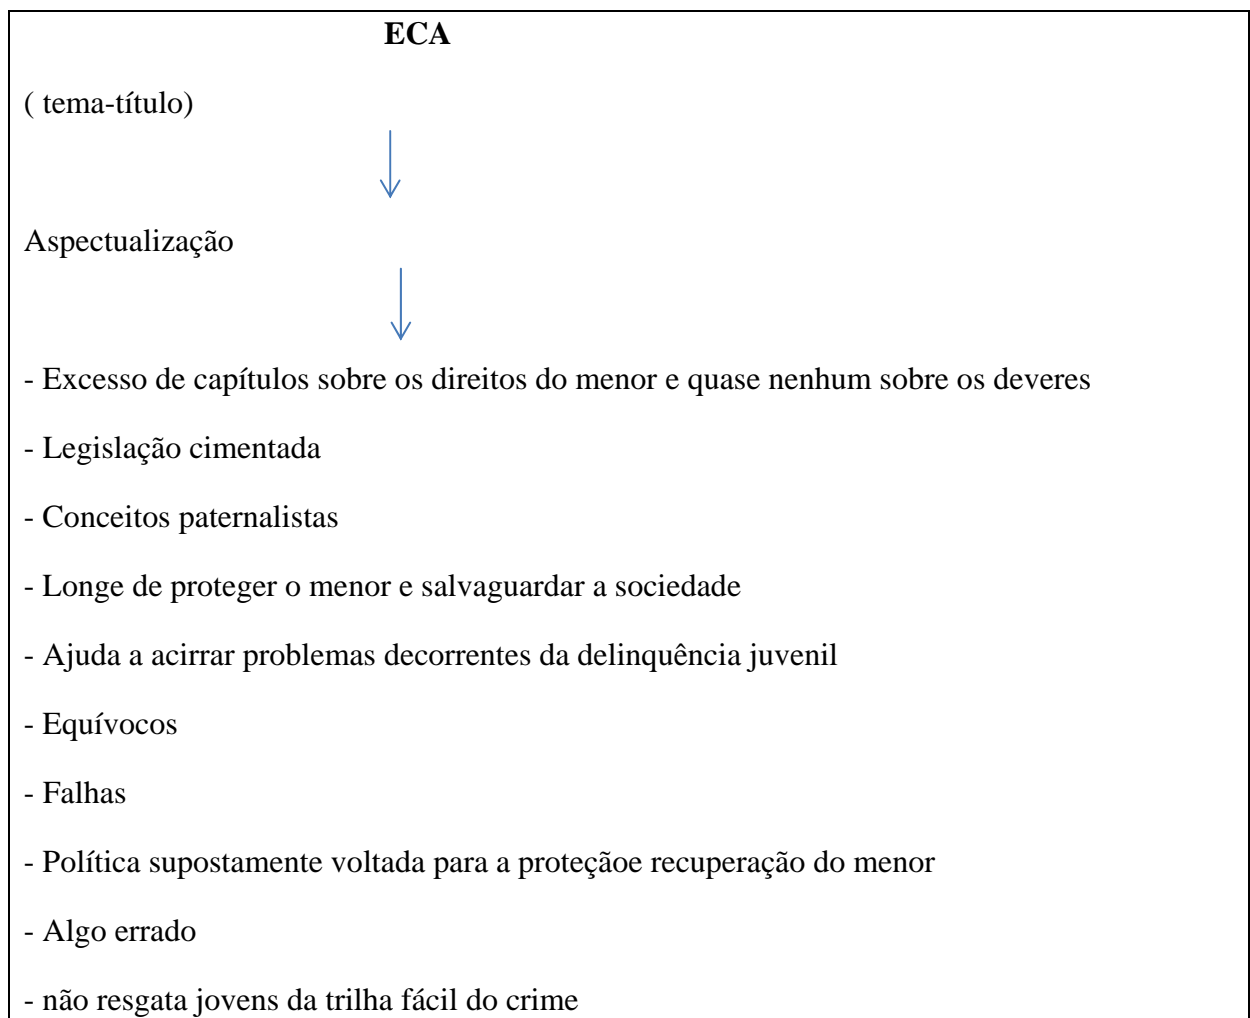 ECA
( tema-título)
Aspectualização
- Excesso de capítulos sobre os direitos do menor e quase nenhum sobre os deveres
- Legislação cimentada
- Conceitos paternalistas
- Longe de proteger o menor e salvaguardar a sociedade
- Ajuda a acirrar problemas decorrentes da delinquência juvenil
- Equívocos
- Falhas
- Política supostamente voltada para a proteçãoe recuperação do menor
- Algo errado
- não resgata jovens da trilha fácil do crime